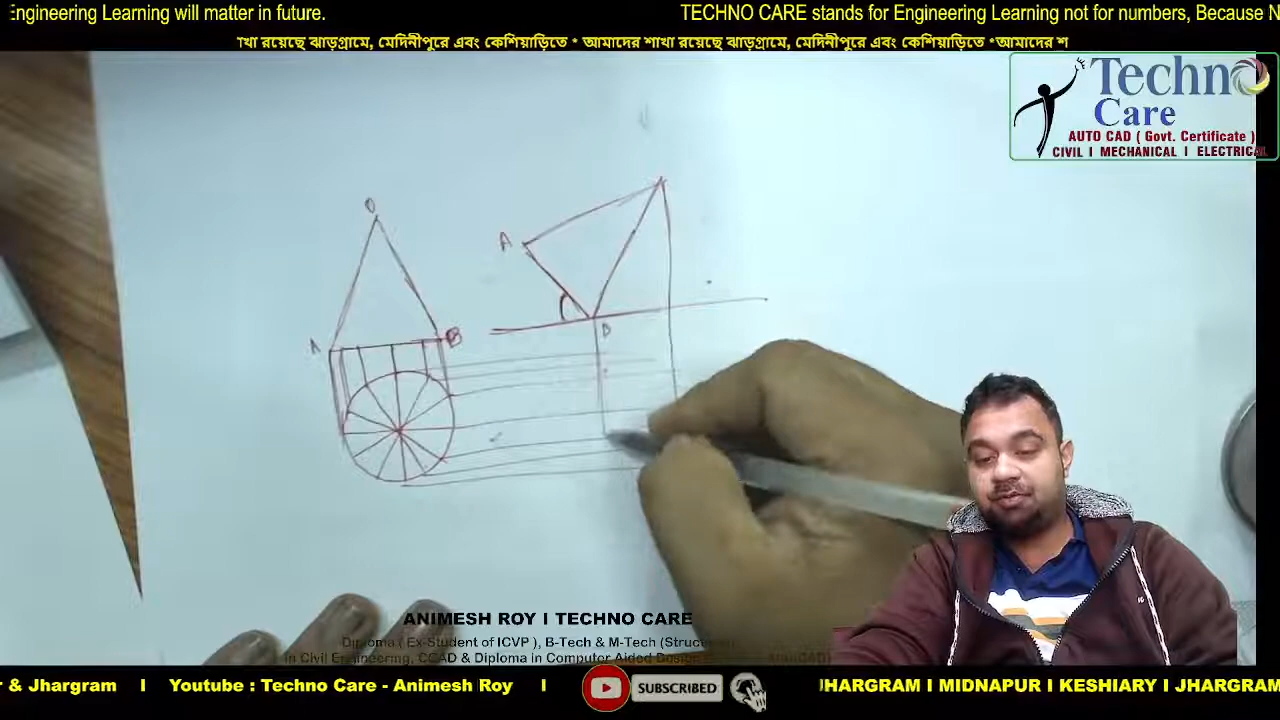 Engineering Learning will matter in future. TECHNO CARE stands for Engineering Learning not for numbers, Because N
খা রয়েছে ঝাড়গ্রামে, মেদিনীপুরে এবং কেশিয়াড়িতে * আমাদের শাখা রয়েছে ঝাড়গ্রামে, মেদিনীপুরে এবং কেশিয়াড়িতে *আমাদের শ
Techno
Care
AUTO CAD ( Govt. Certificate )
CIVIL I MECHANICAL I ELECTRICAL
O
A
A
B
B
ANIMESH ROY I TECHNO CARE
Diploma ( Ex-Student of ICVP ), B-Tech & M-Tech
in Civil Engineering, CCAD & Diploma in Computer Aided
r & Jhargram I Youtube : Techno Care - Animesh Roy I SUBSCRIBED JHARGRAM I MIDNAPUR I KESHIARY I JHARGRAM